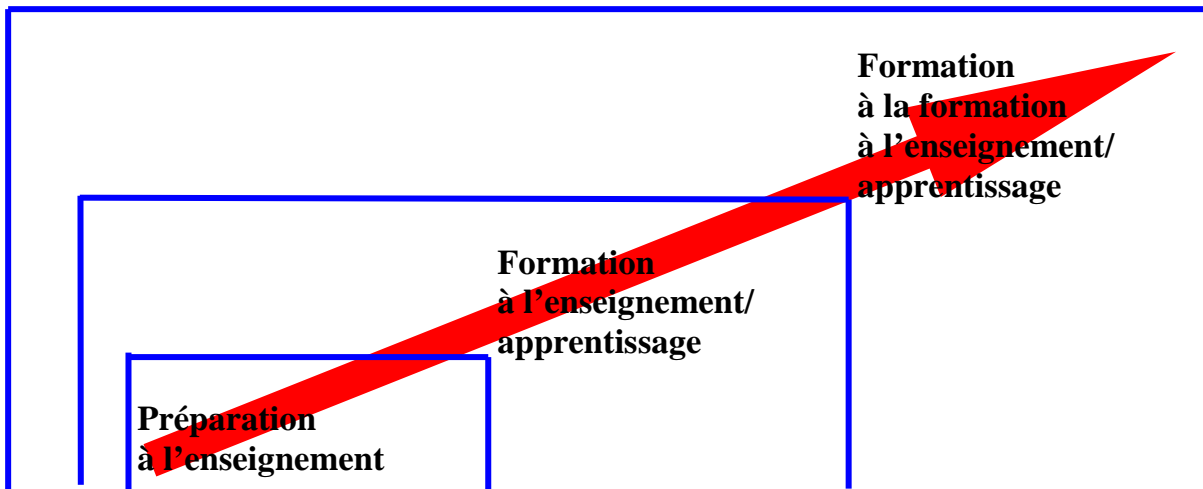 Formation
à la formation
à l’enseignement/
apprentissage
Formation
à l’enseignement/
apprentissage
Préparation
à l’enseignement